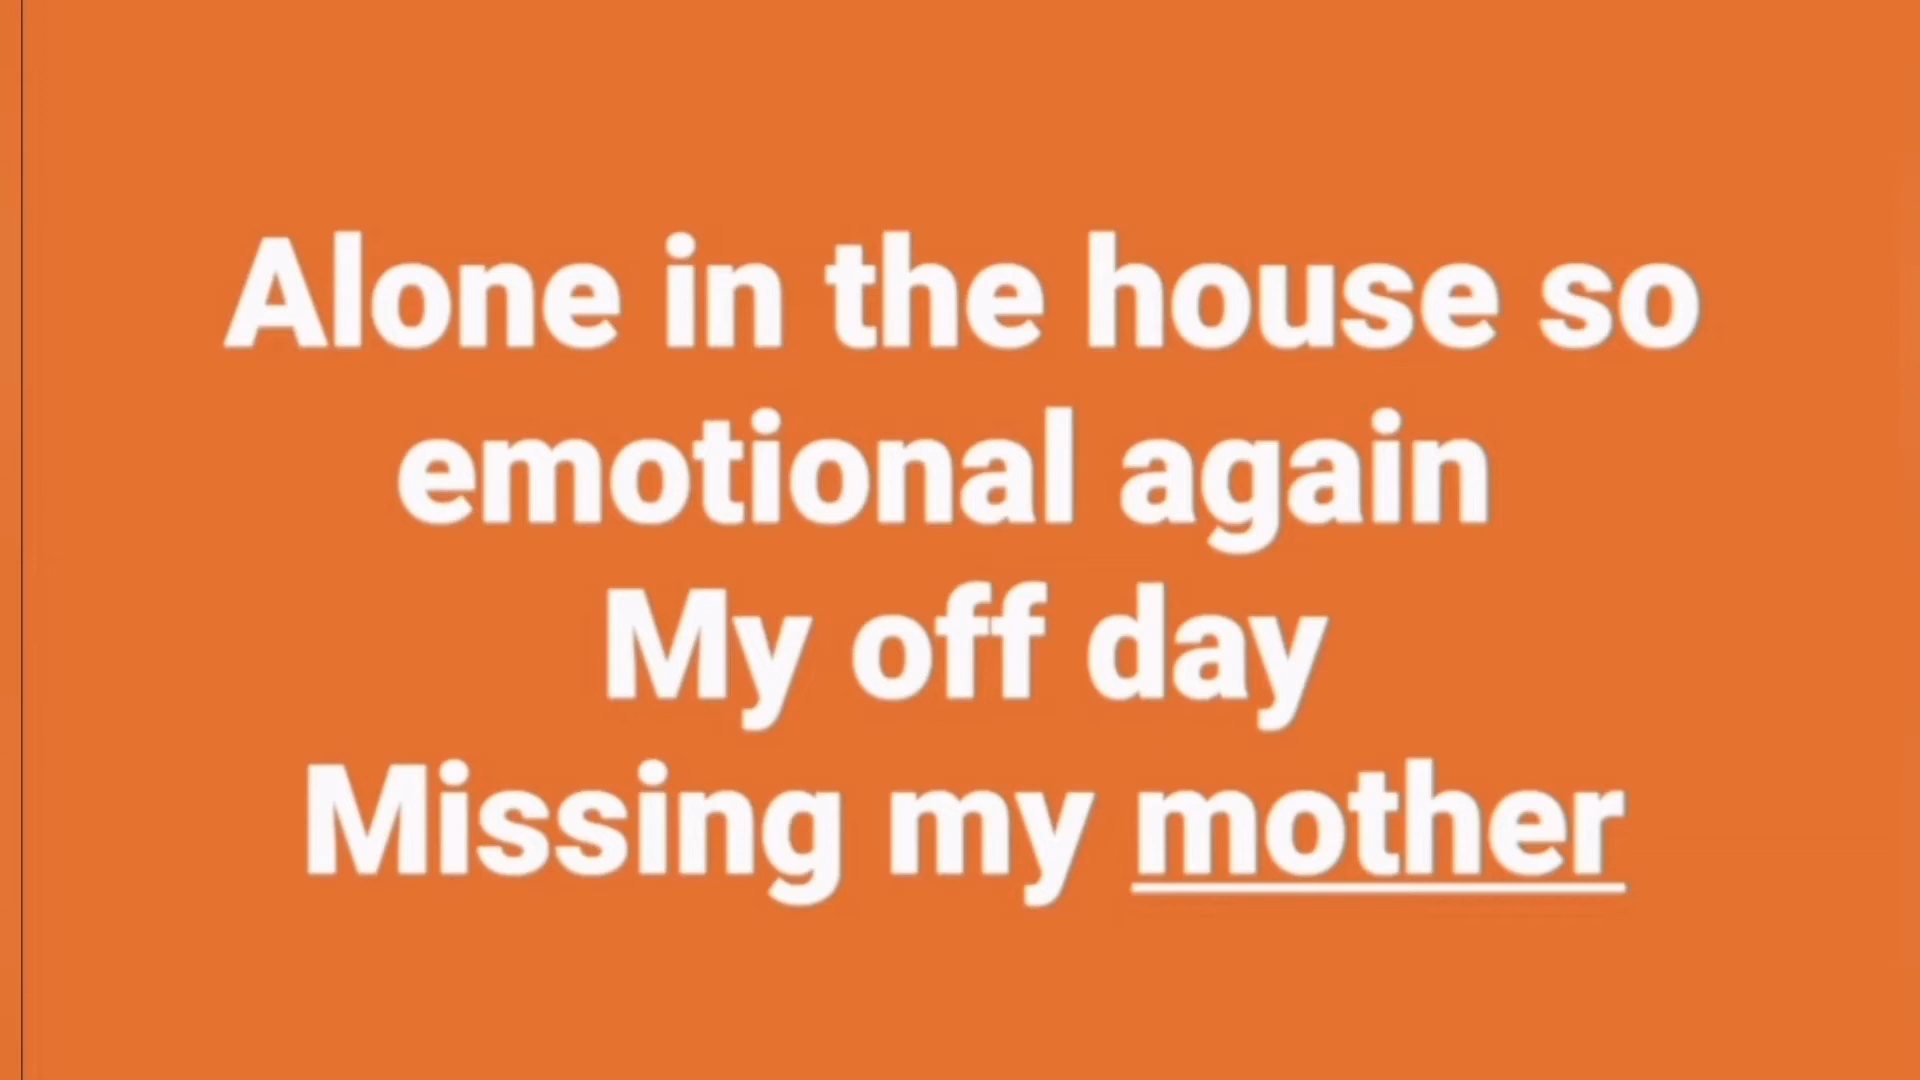 Alone in the house so
emotional again
My off day
Missing my mother